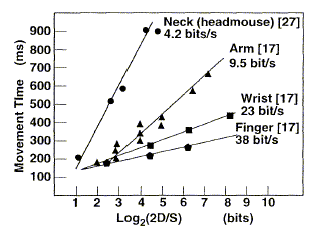 Neck (headmouse) [27]
4.2 bits/s
Arm [17]
9.5 bit/s
Wrist [17]
23 bit/s
Finger [17]
38 bit/s
Movement Time (ms)
900
800
700
600
500
400
300
200
100
1 2 3 4 5 6 7 8 9 10
Log2(2D/S) (bits)